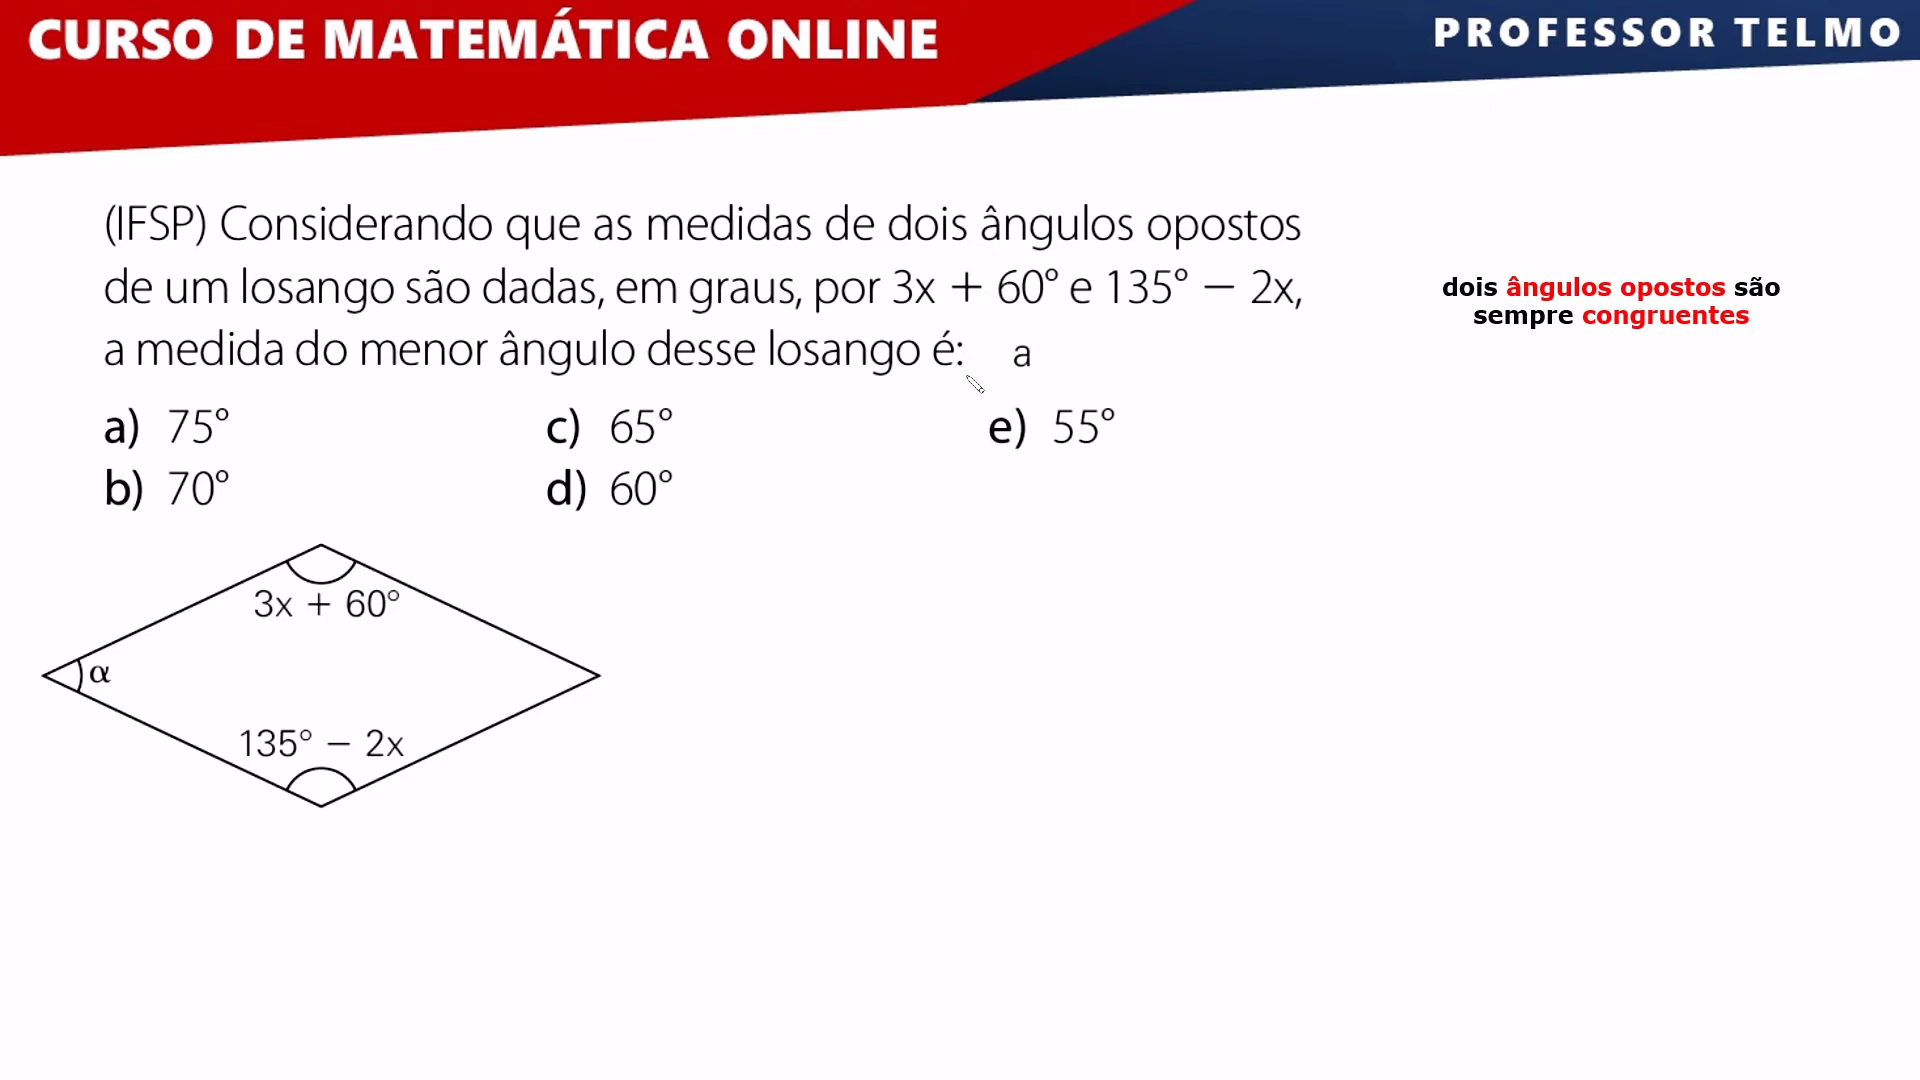 CURSO DE MATEMÁTICA ONLINE
PROFESSOR TELMO
(IFSP) Considerando que as medidas de dois ângulos opostos
de um losango são dadas, em graus, por 3x + 60° e 135° − 2x,
a medida do menor ângulo desse losango é: a
dois ângulos opostos são
sempre congruentes
a) 75° c) 65° e) 55°
b) 70° d) 60°
3x + 60°
α
135° − 2x